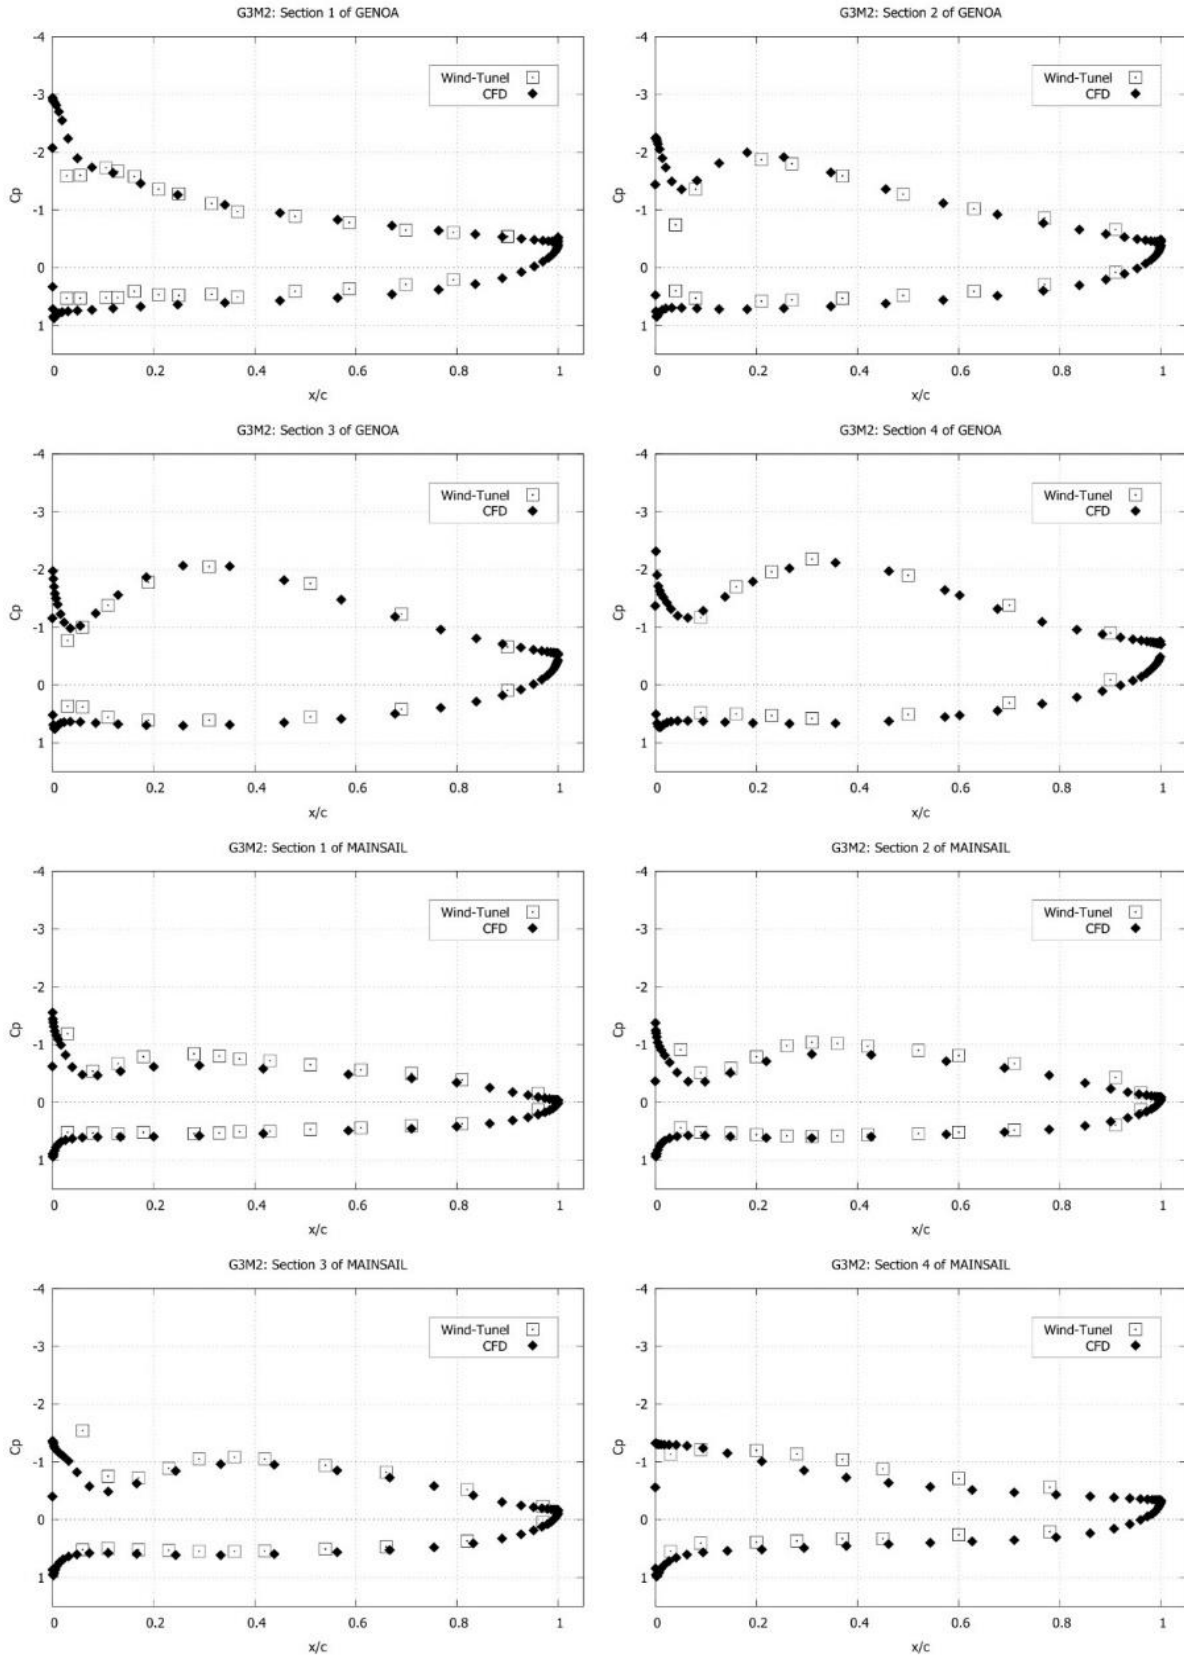 G3M2: Section 1 of GENOA
-4
-3
-2
-1
0
1
Cp
Wind-Tunel
CFD
0 0.2 0.4 0.6 0.8 1
x/c
G3M2: Section 2 of GENOA
-4
-3
-2
-1
0
1
Cp
Wind-Tunel
CFD
0 0.2 0.4 0.6 0.8 1
x/c
G3M2: Section 3 of GENOA
-4
-3
-2
-1
0
1
Cp
Wind-Tunel
CFD
0 0.2 0.4 0.6 0.8 1
x/c
G3M2: Section 4 of GENOA
-4
-3
-2
-1
0
1
Cp
Wind-Tunel
CFD
0 0.2 0.4 0.6 0.8 1
x/c
G3M2: Section 1 of MAINSAIL
-4
-3
-2
-1
0
1
Cp
Wind-Tunel
CFD
0 0.2 0.4 0.6 0.8 1
x/c
G3M2: Section 2 of MAINSAIL
-4
-3
-2
-1
0
1
Cp
Wind-Tunel
CFD
0 0.2 0.4 0.6 0.8 1
x/c
G3M2: Section 3 of MAINSAIL
-4
-3
-2
-1
0
1
Cp
Wind-Tunel
CFD
0 0.2 0.4 0.6 0.8 1
x/c
G3M2: Section 4 of MAINSAIL
-4
-3
-2
-1
0
1
Cp
Wind-Tunel
CFD
0 0.2 0.4 0.6 0.8 1
x/c